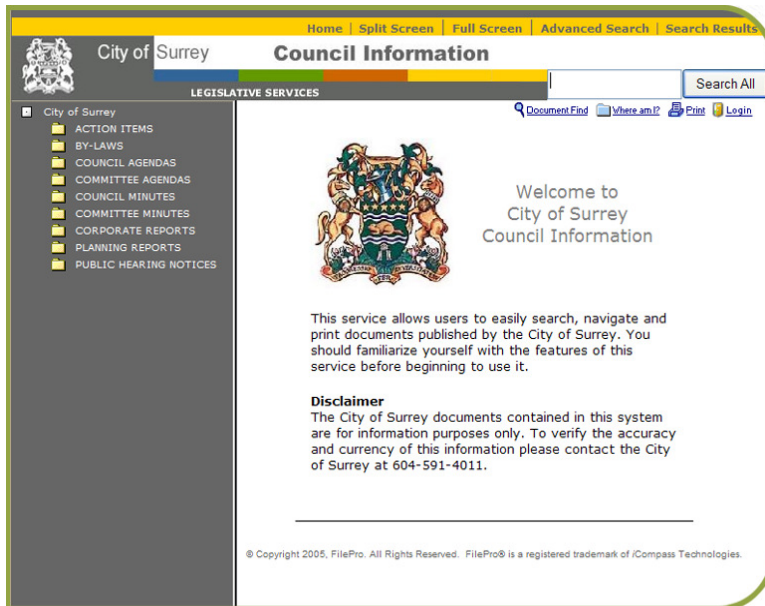 Home | Split Screen | Full Screen | Advanced Search | Search Results
City of Surrey
Council Information
LEGISLATIVE SERVICES
Search All
Document Find Where am I? Print Login
City of Surrey
ACTION ITEMS
BY-LAWS
COUNCIL AGENDAS
COMMITTEE AGENDAS
COUNCIL MINUTES
COMMITTEE MINUTES
CORPORATE REPORTS
PLANNING REPORTS
PUBLIC HEARING NOTICES
Welcome to
City of Surrey
Council Information
This service allows users to easily search, navigate and
print documents published by the City of Surrey. You
should familiarize yourself with the features of this
service before beginning to use it.
Disclaimer
The City of Surrey documents contained in this system
are for information purposes only. To verify the accuracy
and currency of this information please contact the City
of Surrey at 604-591-4011.
© Copyright 2005, FilePro. All Rights Reserved. FilePro® is a registered trademark of iCompass Technologies.